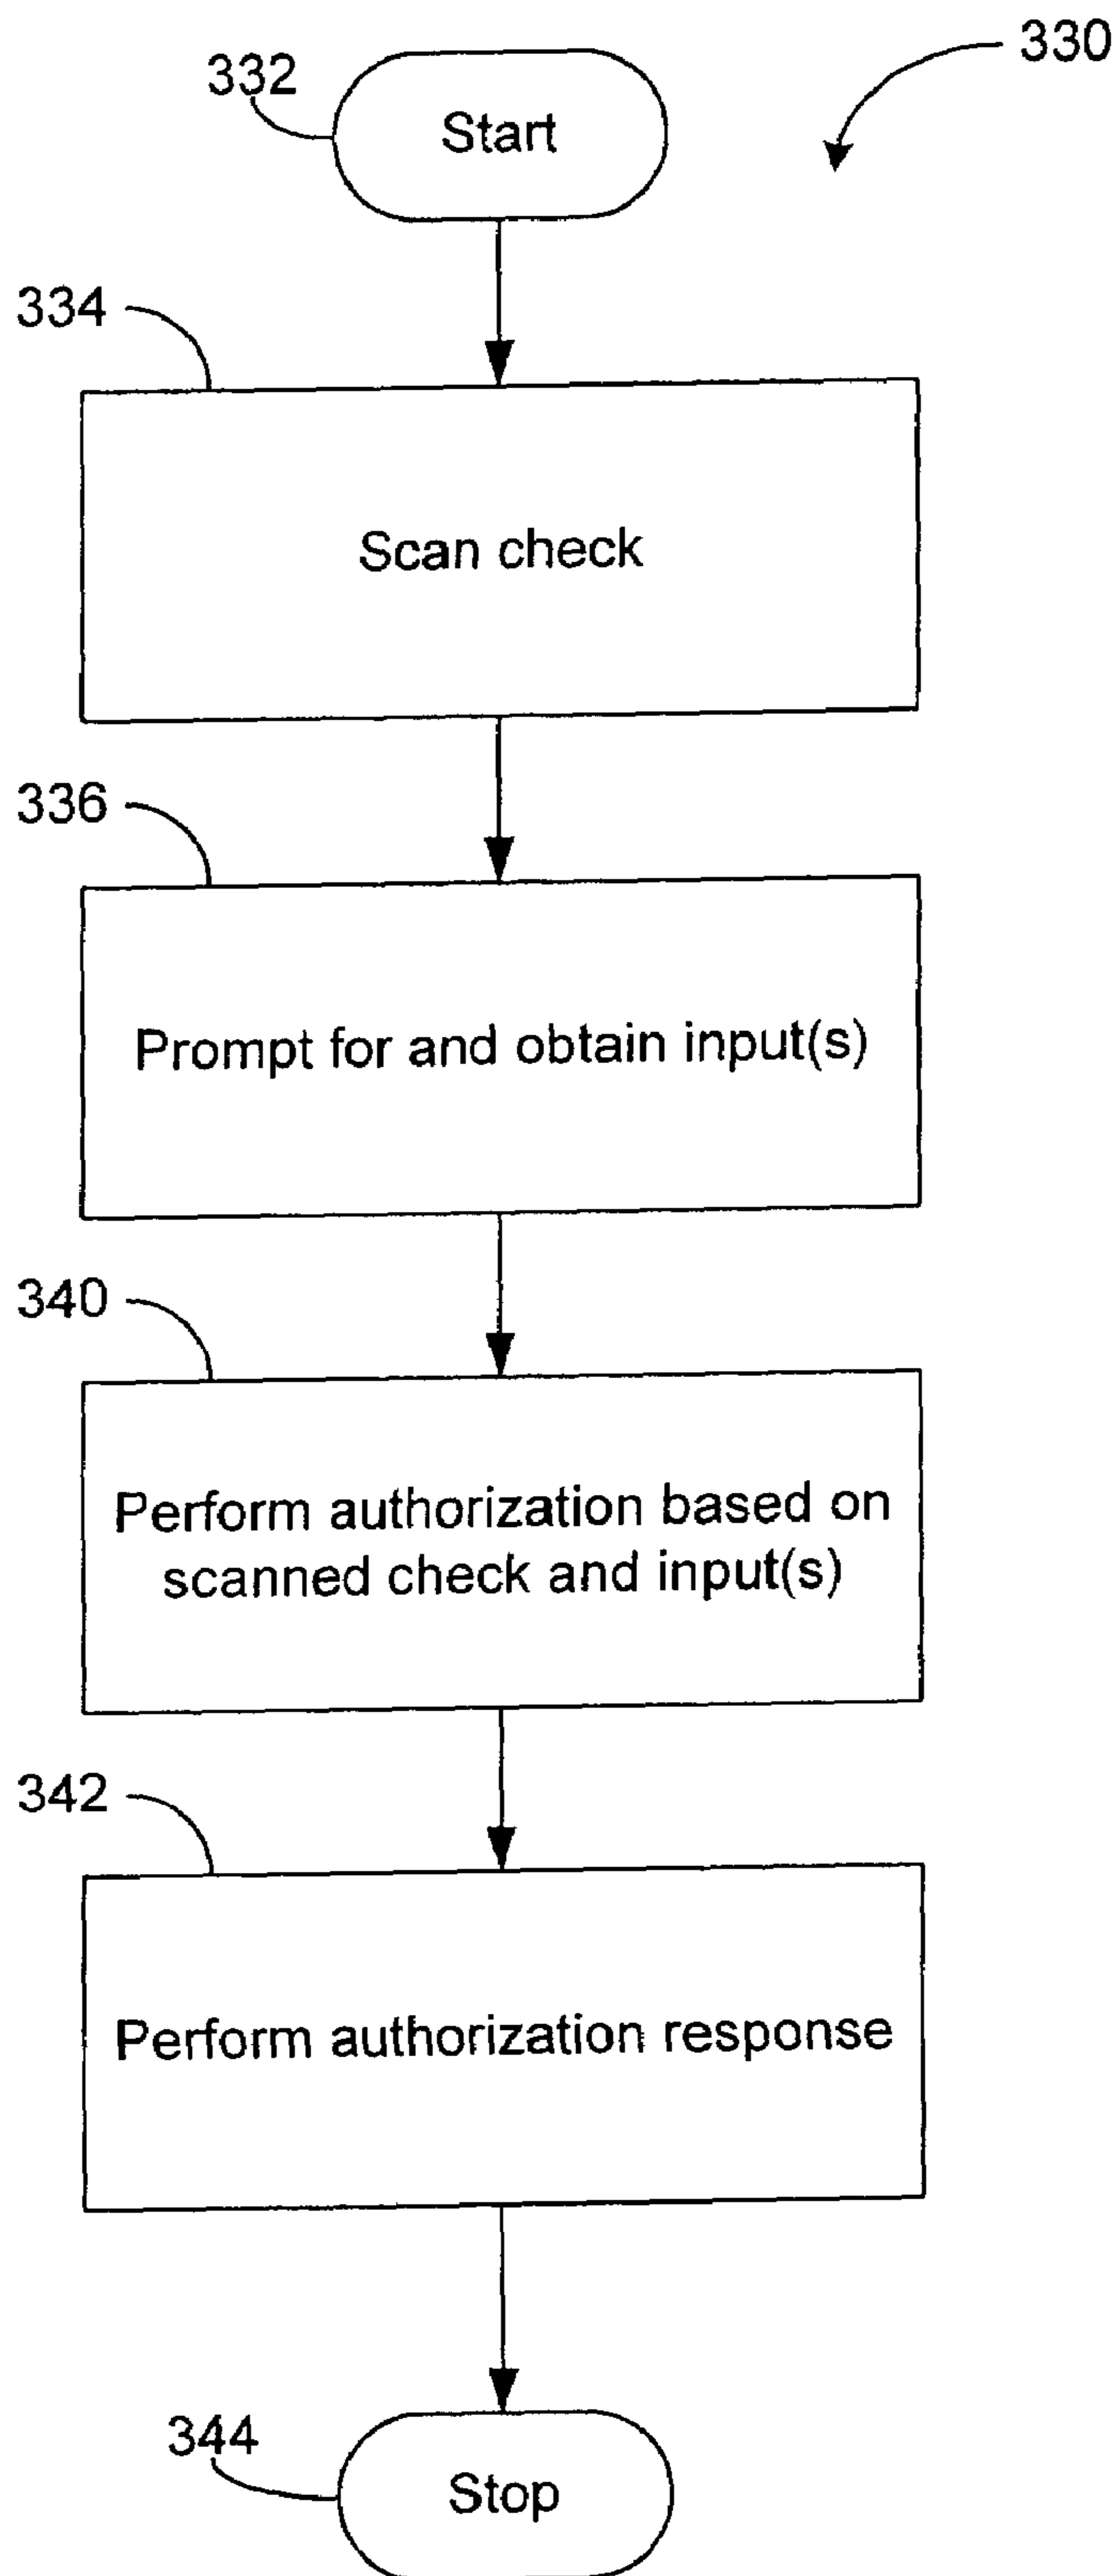 330
332
Start
334
Scan check
336
Prompt for and obtain input(s)
340
Perform authorization based on
scanned check and input(s)
342
Perform authorization response
344
Stop